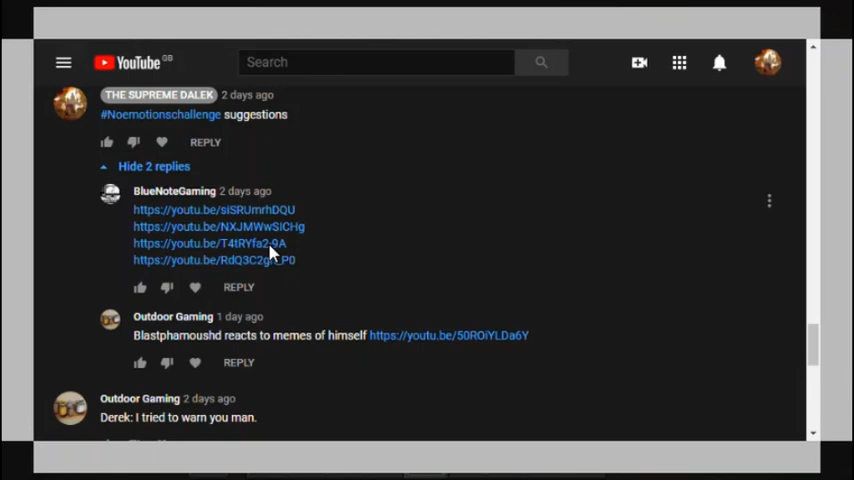 YouTube GB
Search
THE SUPREME DALEK 2 days ago
#Noemotionschallenge suggestions
REPLY
Hide 2 replies
BlueNoteGaming 2 days ago
https://youtu.be/siSRUmrhDQU
https://youtu.be/NXJMWwSICHg
https://youtu.be/T4tRYfa2-9A
REPLY
Outdoor Gaming 1 day ago
Blastphamoushd reacts to memes of himself https://youtu.be/50ROiYLDa6Y
REPLY
Outdoor Gaming 2 days ago
Derek: I tried to warn you man.